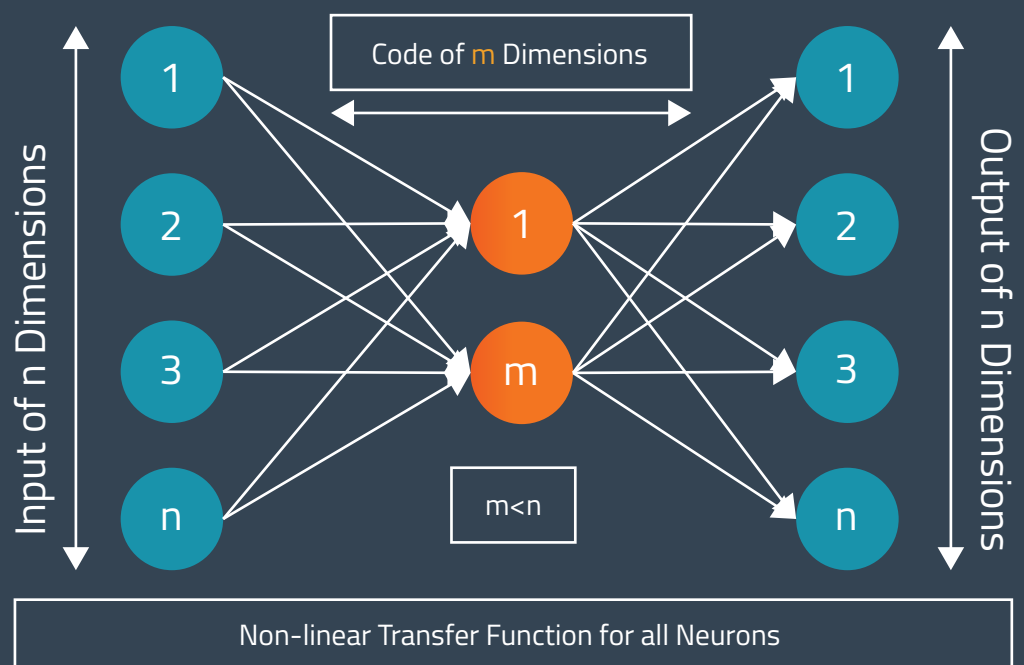 Code of m Dimensions
Input of n Dimensions
1
2
3
n
1
m
m<n
1
2
3
n
Output of n Dimensions
Non-linear Transfer Function for all Neurons